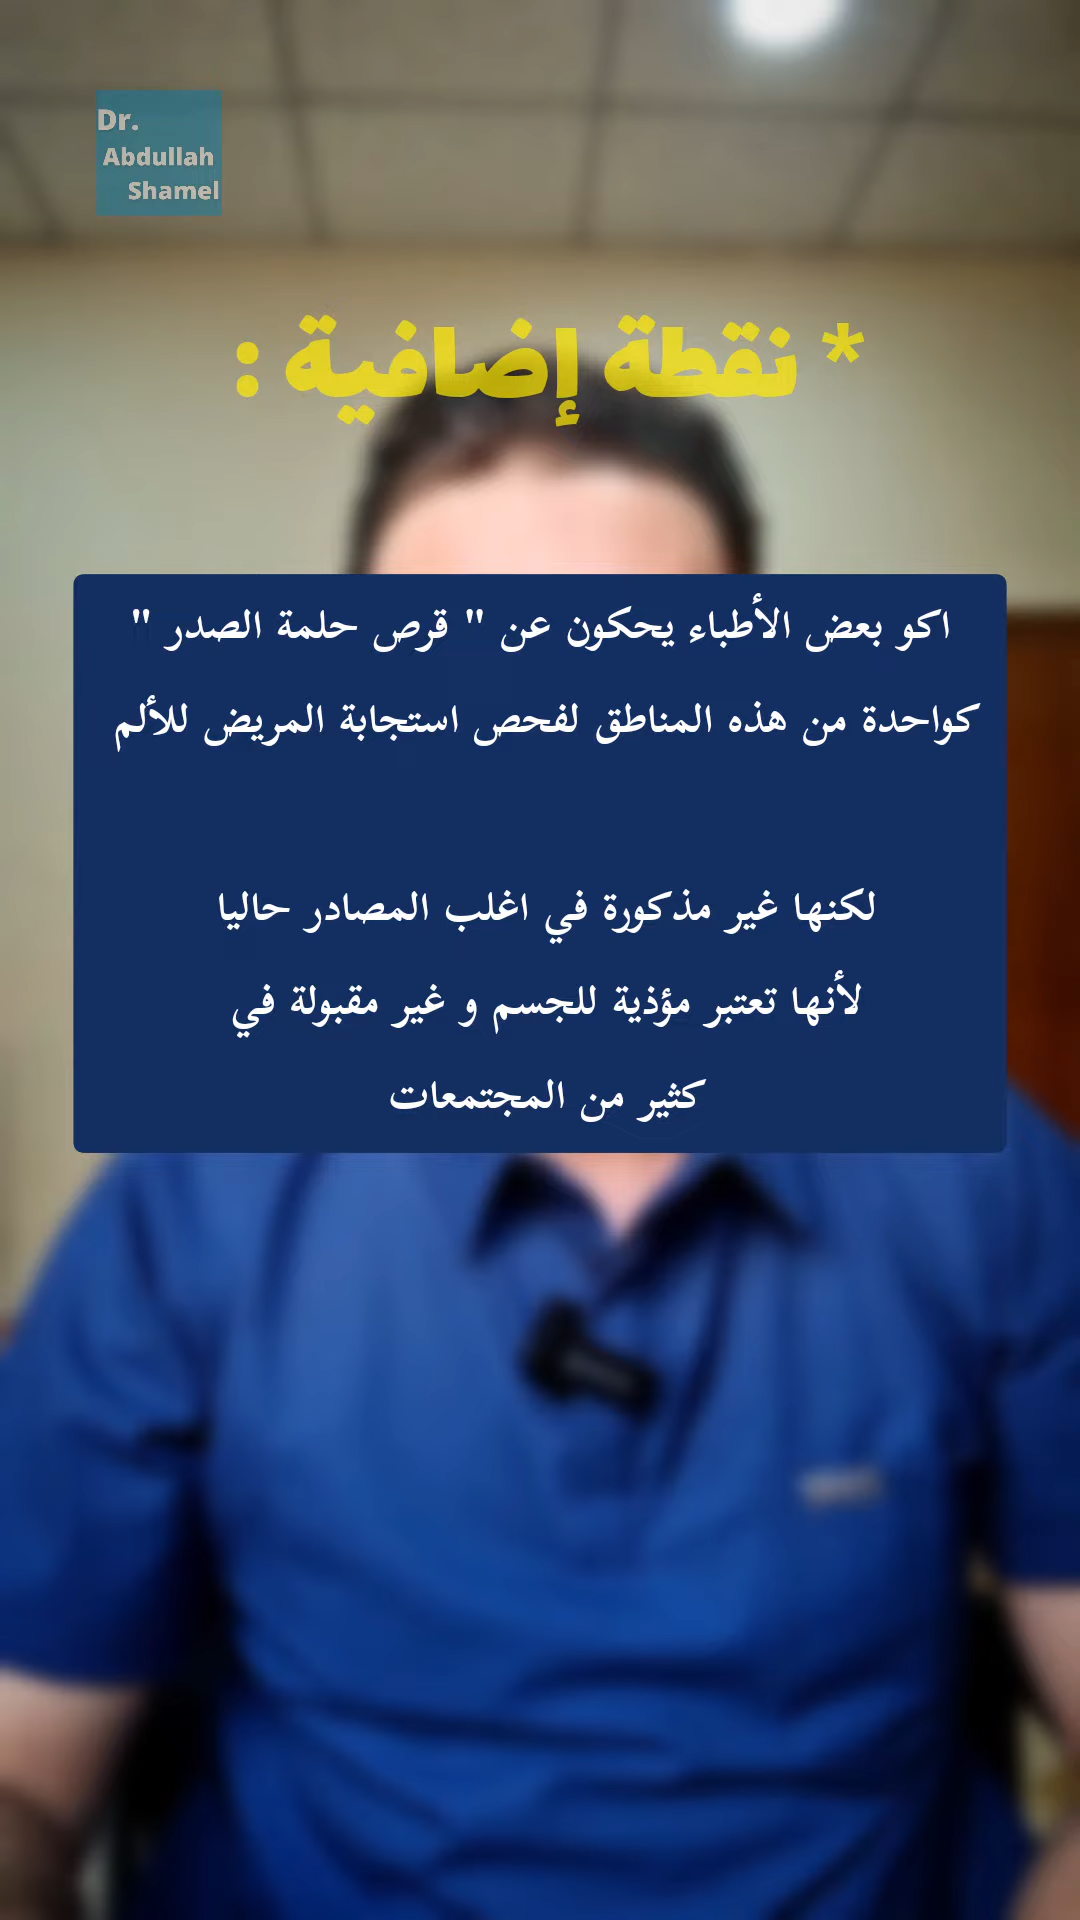 Dr.
Abdullah
Shamel
* نقطة إضافية :
اكو بعض الأطباء يحكون عن " قرص حلمة الصدر "
كواحدة من هذه المناطق لفحص استجابة المريض للألم
لكنها غير مذكورة في اغلب المصادر حاليا
لأنها تعتبر مؤذية للجسم و غير مقبولة في
كثير من المجتمعات